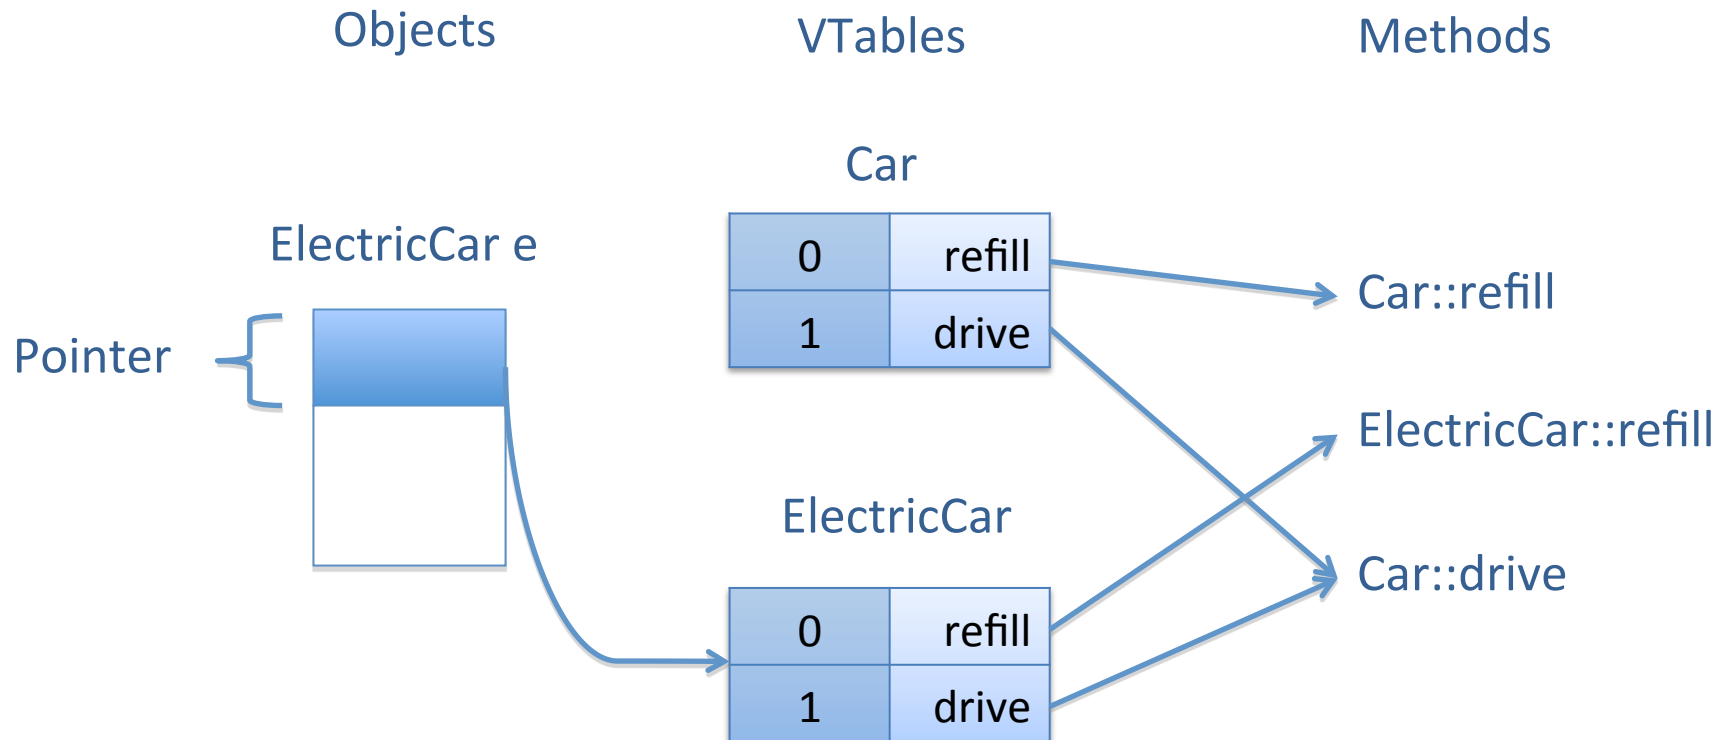 Objects
VTables
Methods
Car
ElectricCar e
0 refill
Car::refill
1 drive
Pointer
ElectricCar::refill
ElectricCar
Car::drive
0 refill
1 drive